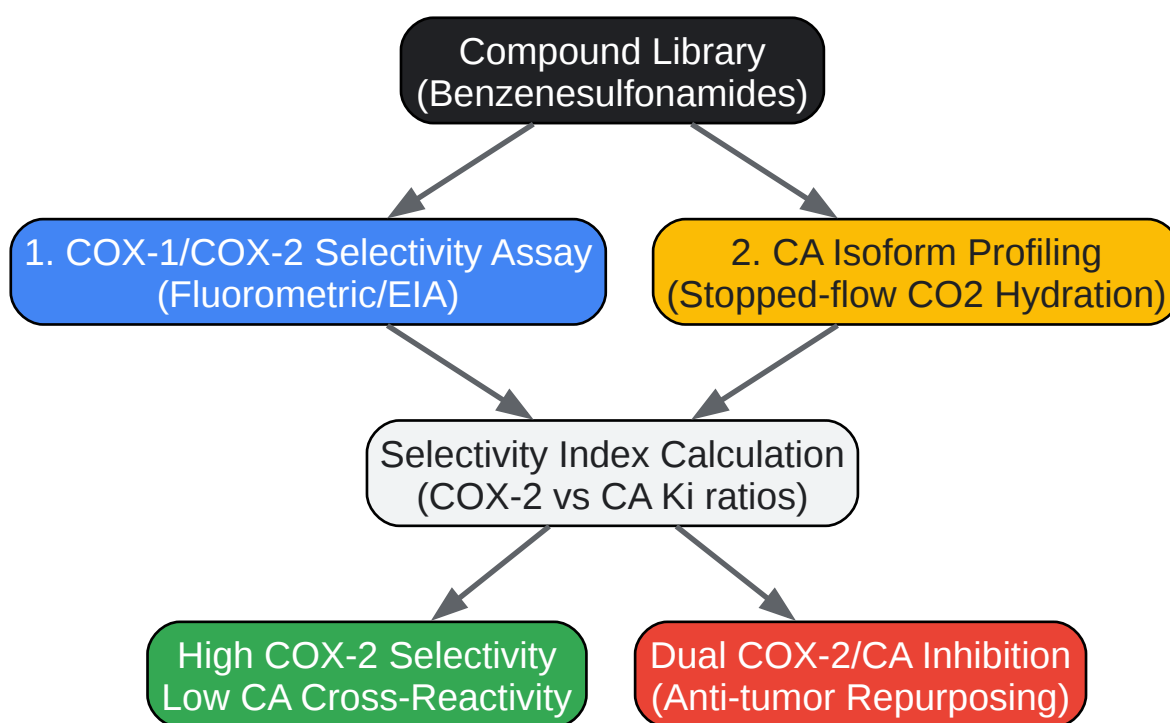 Compound Library
(Benzenesulfonamides)
1. COX-1/COX-2 Selectivity Assay
(Fluorometric/EIA)
2. CA Isoform Profiling
(Stopped-flow CO2 Hydration)
Selectivity Index Calculation
(COX-2 vs CA Ki ratios)
High COX-2 Selectivity
Low CA Cross-Reactivity
Dual COX-2/CA Inhibition
(Anti-tumor Repurposing)